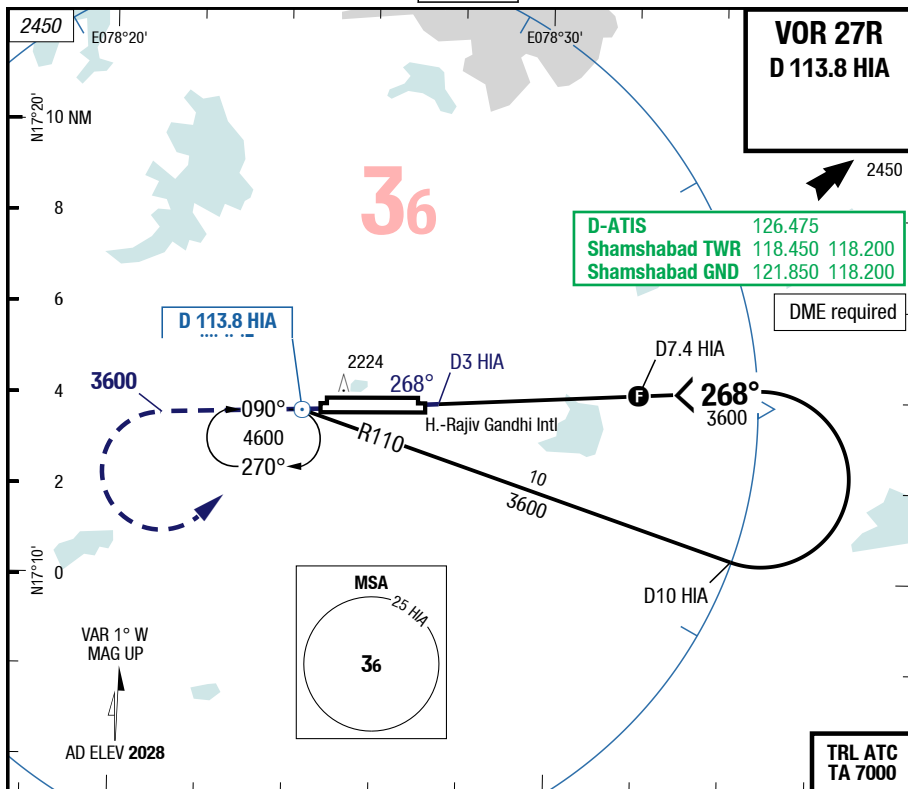 2450
E078°20'
E078°30'
VOR 27R
D 113.8 HIA
N17°20'
10 NM
36
2450
8
D-ATIS 126.475
Shamshabad TWR 118.450 118.200
Shamshabad GND 121.850 118.200
6
DME required
D 113.8 HIA
D7.4 HIA
2224
D3 HIA
3600
268°
4
268°
3600
090°
4600
270°
H.-Rajiv Gandhi Intl
R110
2
10
3600
N17°10'
0
D10 HIA
MSA
25 HIA
36
VAR 1° W
MAG UP
AD ELEV 2028
TRL ATC
TA 7000